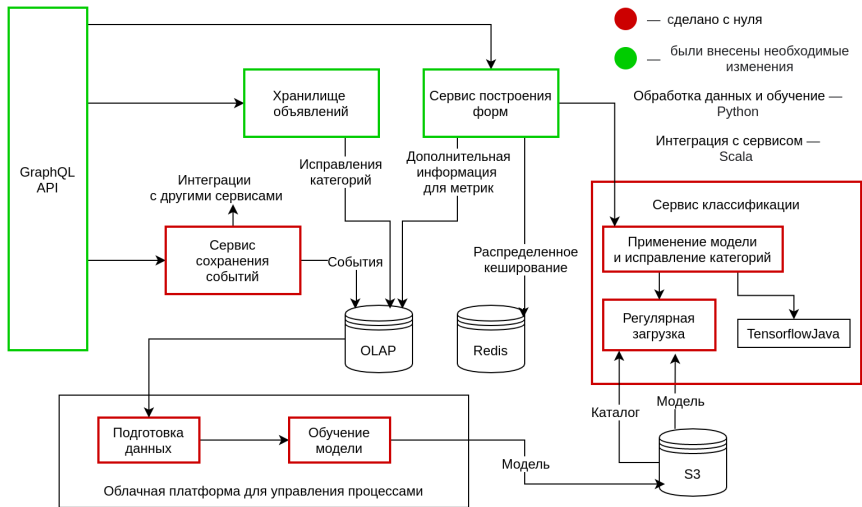 — сделано с нуля
— были внесены необходимые
изменения
Обработка данных и обучение —
Python
Интеграция с сервисом —
Scala
GraphQL
API
Хранилище
объявлений
Сервис построения
форм
Исправления
категорий
Дополнительная
информация
для метрик
Интеграции
с другими сервисами
Сервис
сохранения
событий
События
Распределенное
кеширование
OLAP
Redis
Сервис классификации
Применение модели
и исправление категорий
Регулярная
загрузка
TensorflowJava
Каталог
Модель
S3
Подготовка
данных
Обучение
модели
Модель
Облачная платформа для управления процессами